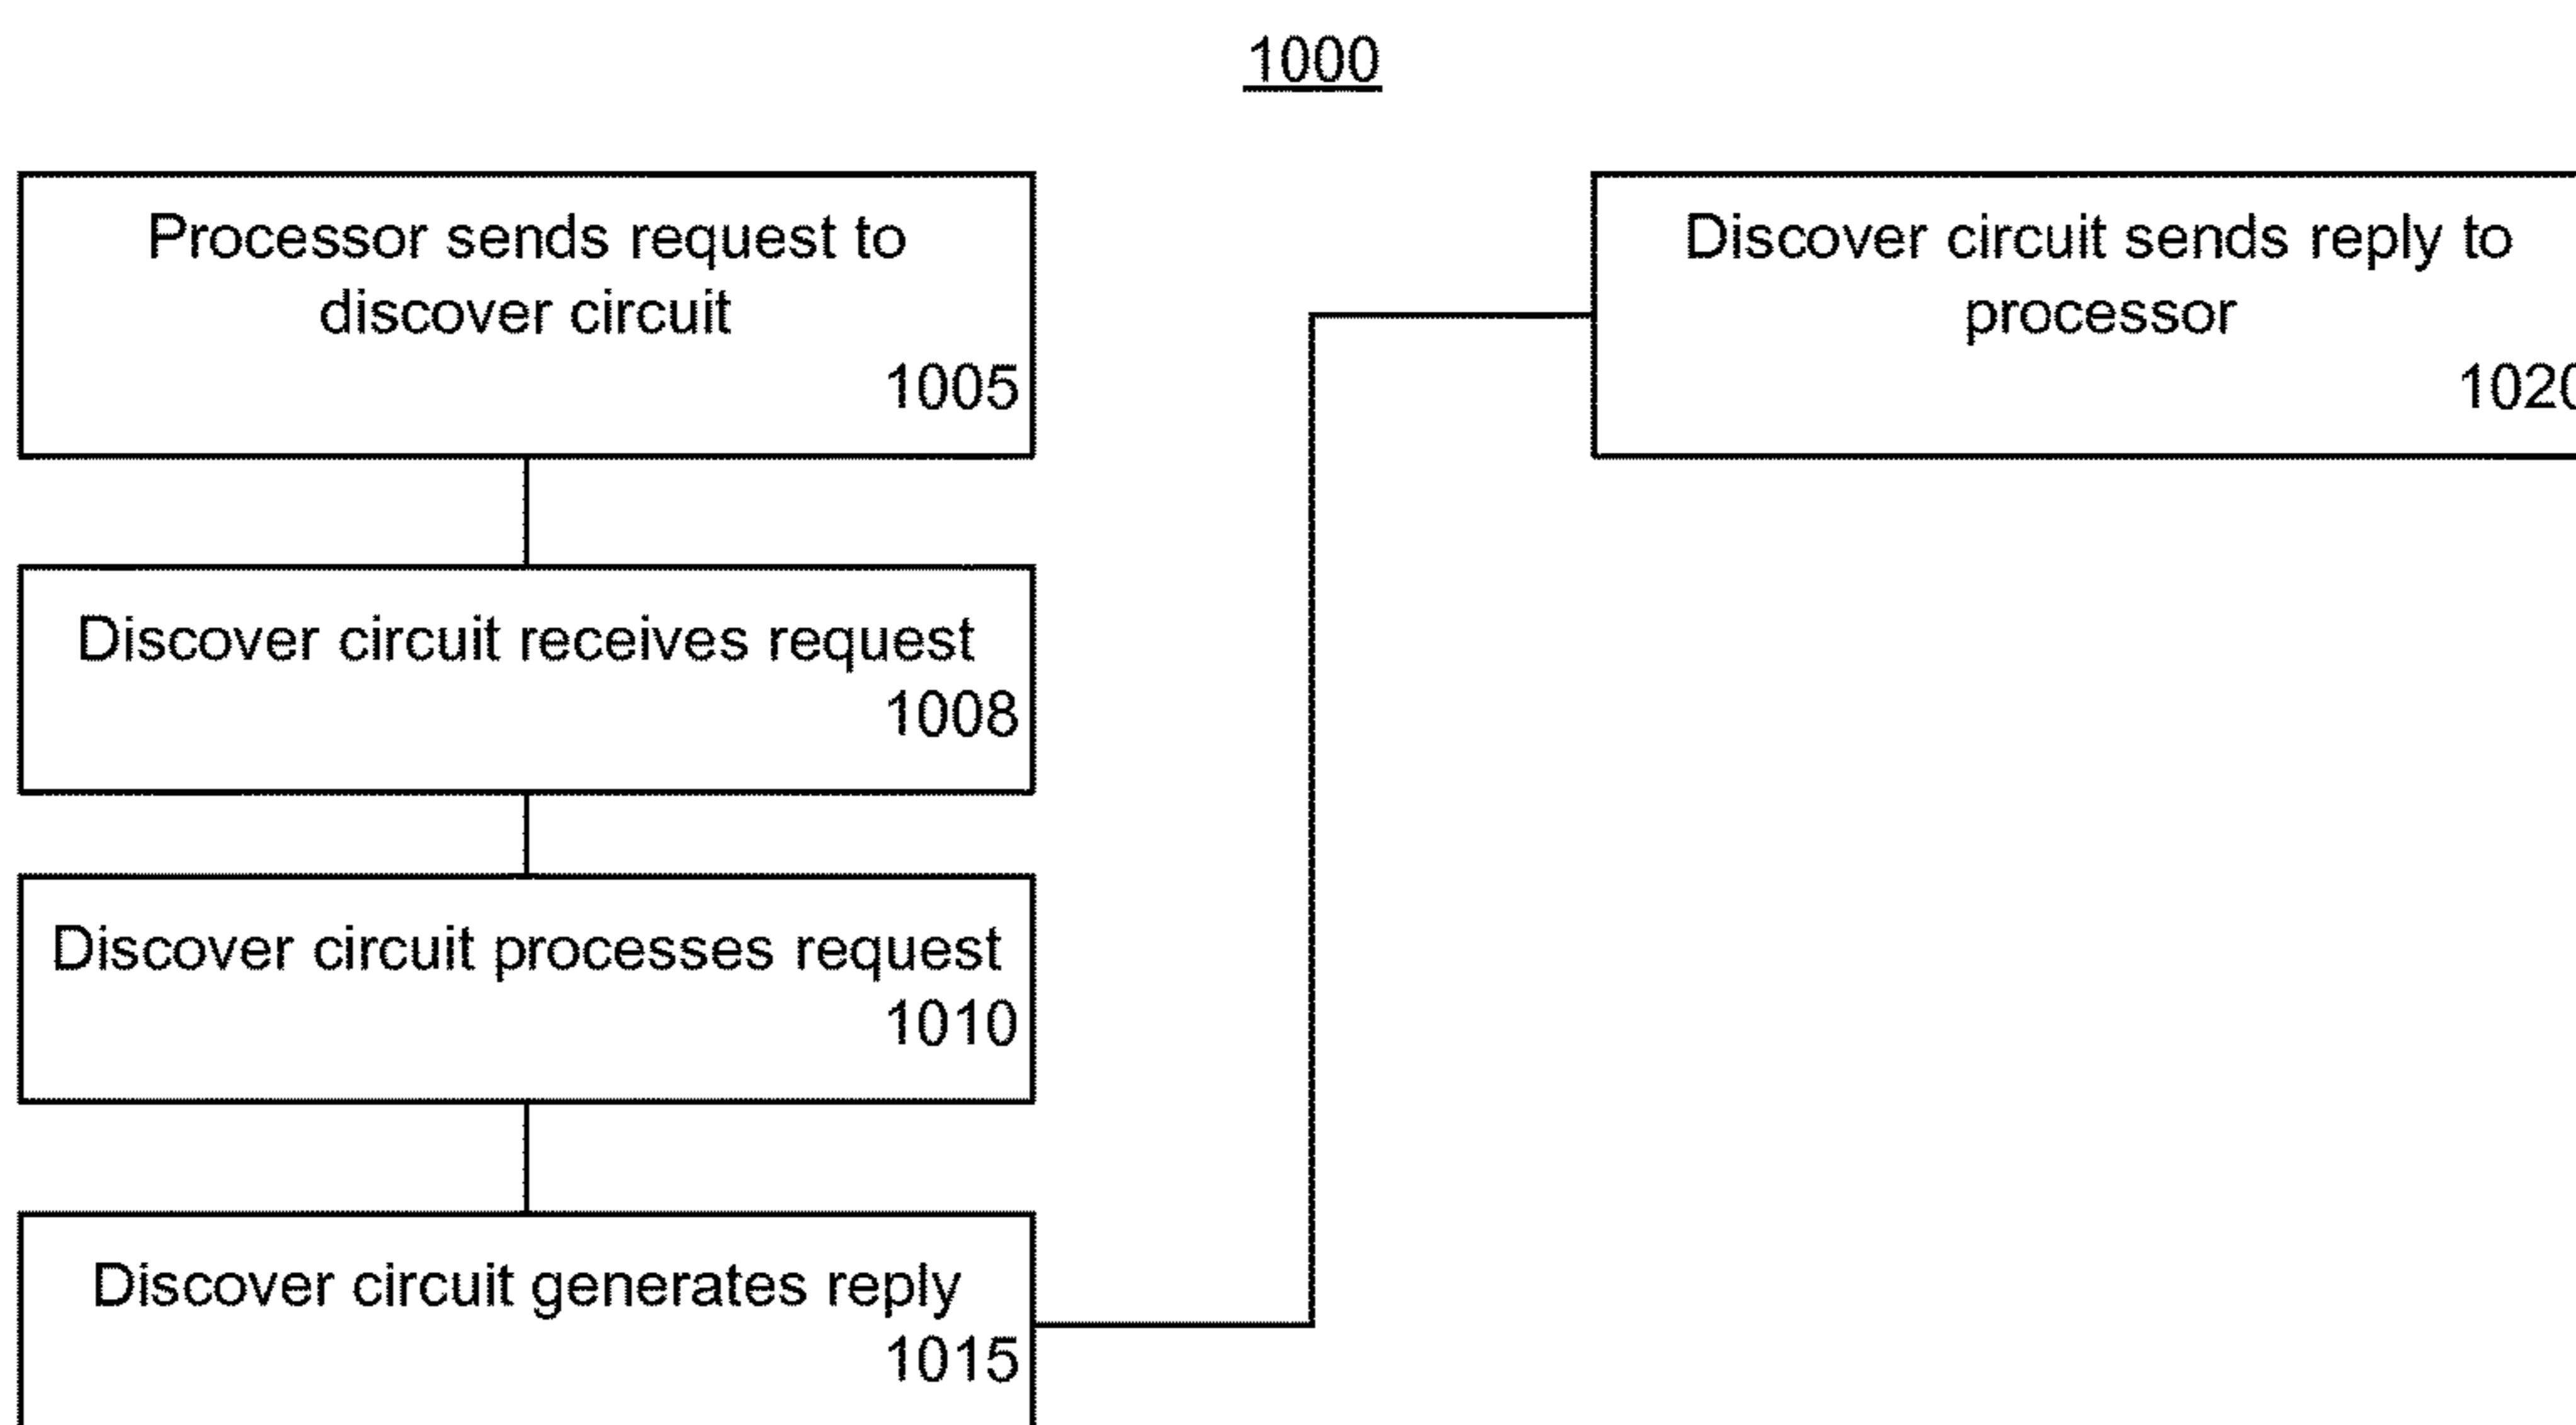 1000
Processor sends request to
discover circuit
1005
Discover circuit receives request
1008
Discover circuit processes request
1010
Discover circuit generates reply
1015
Discover circuit sends reply to
processor
1020